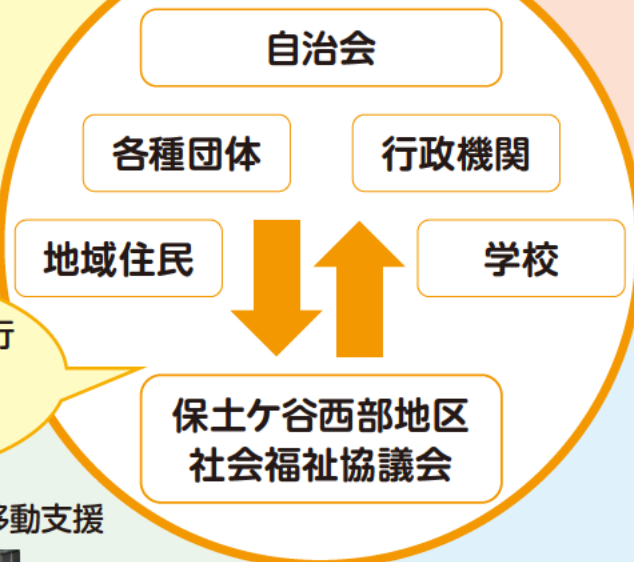 自治会
各種団体
行政機関
地域住民
学校
行
保土ケ谷西部地区
社会福祉協議会
移動支援